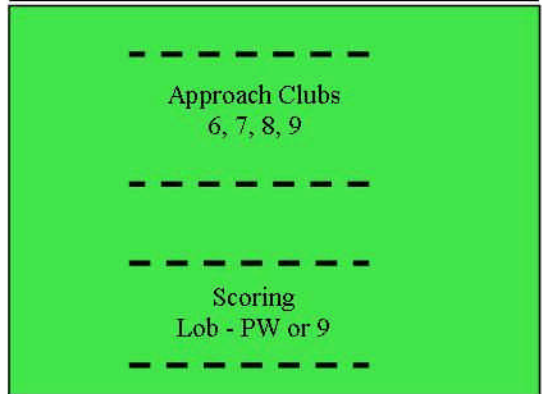 Approach Clubs
6, 7, 8, 9
Scoring
Lob - PW or 9